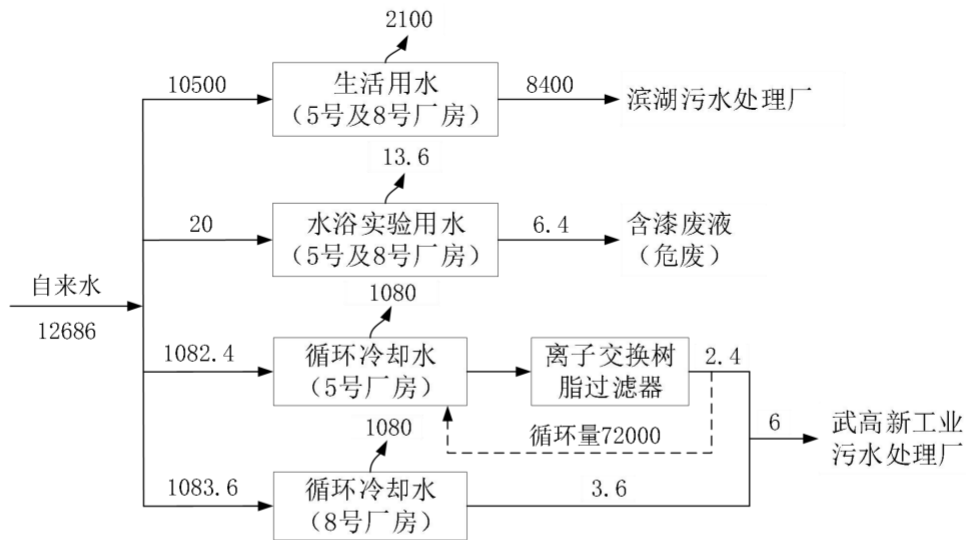 2100
10500
生活用水
（5号及8号厂房）
8400
滨湖污水处理厂
13.6
20
水浴实验用水
（5号及8号厂房）
6.4
含漆废液
（危废）
自来水
12686
1080
1082.4
循环冷却水
（5号厂房）
离子交换树
脂过滤器
2.4
循环量72000
6
武高新工业
污水处理厂
1080
1083.6
循环冷却水
（8号厂房）
3.6